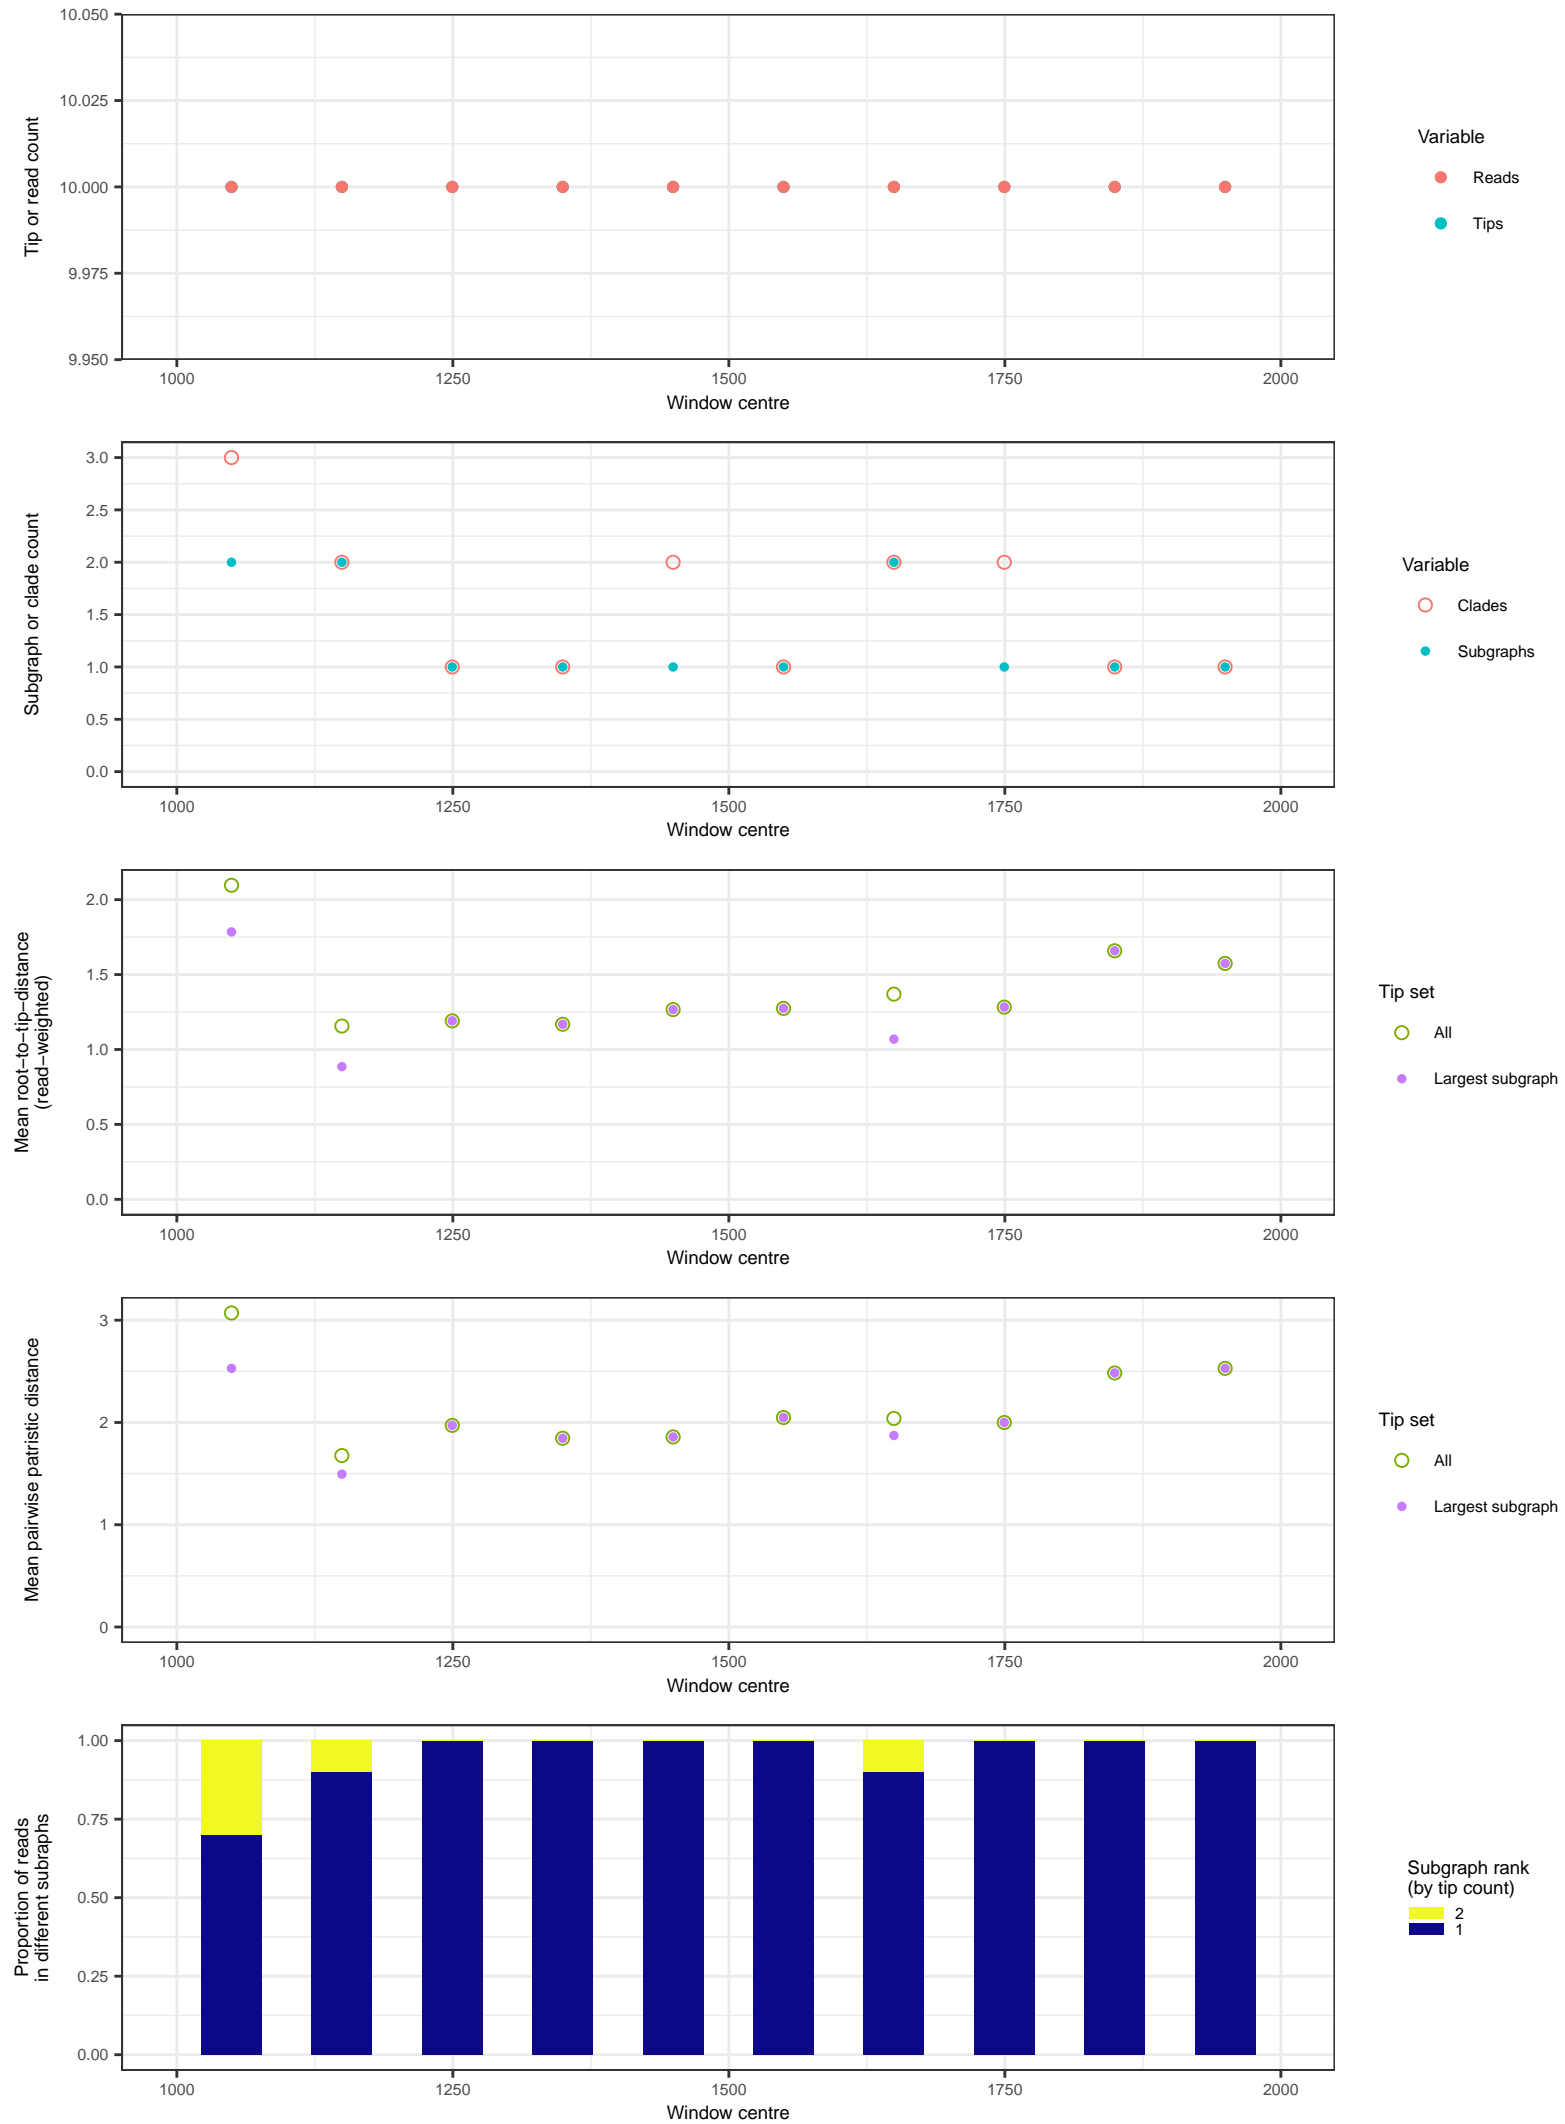 10.050
10.025
10.000
9.975
9.950
Tip or read count
1000 1250 1500 1750 2000
Window centre
Variable
Reads
Tips
3.0
2.5
2.0
1.5
1.0
0.5
0.0
Subgraph or clade count
1000 1250 1500 1750 2000
Window centre
Variable
Clades
Subgraphs
2.0
1.5
1.0
0.5
0.0
Mean root−to−tip−distance
(read−weighted)
1000 1250 1500 1750 2000
Window centre
Tip set
All
Largest subgraph
3
2
1
0
Mean pairwise patristic distance
1000 1250 1500 1750 2000
Window centre
Tip set
All
Largest subgraph
1.00
0.75
0.50
0.25
0.00
Proportion of reads
in different subraphs
1000 1250 1500 1750 2000
Window centre
Subgraph rank
(by tip count)
2
1